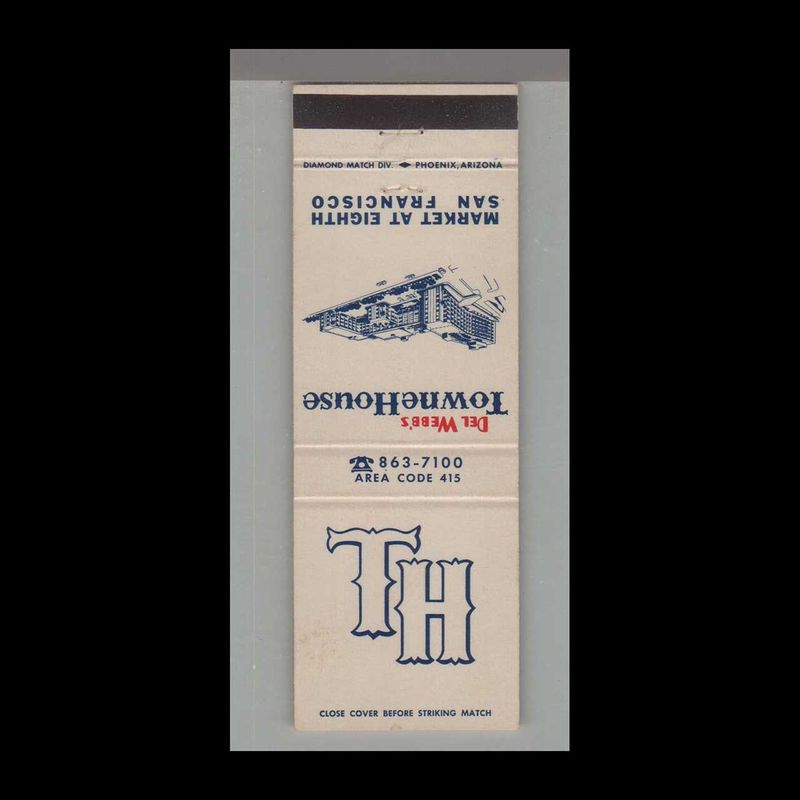 DIAMOND MATCH DIV. ◆ PHOENIX, ARIZONA
DEL WEBB'S
TOWNEHOUSE
MARKET AT EIGHTH
SAN FRANCISCO
863-7100
AREA CODE 415
TH
CLOSE COVER BEFORE STRIKING MATCH